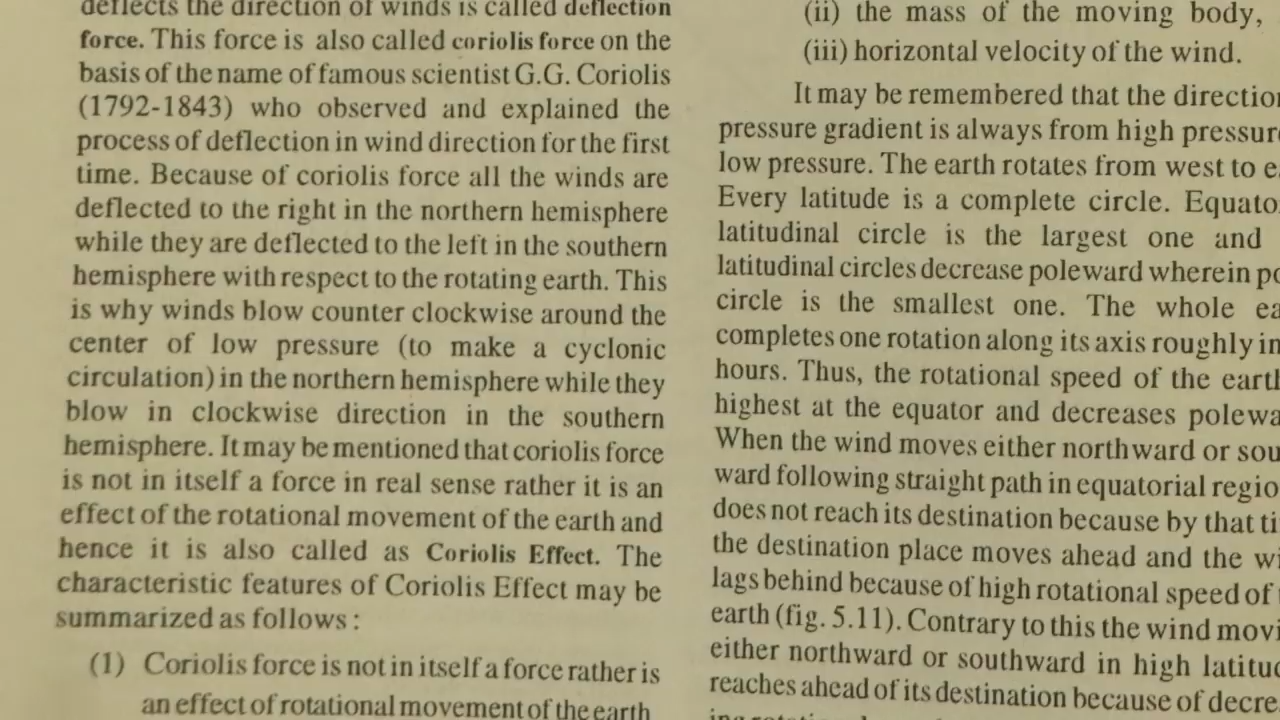 deflects the direction of winds is called deflection
force. This force is also called coriolis force on the
basis of the name of famous scientist G.G. Coriolis
(1792-1843) who observed and explained the
process of deflection in wind direction for the first
time. Because of coriolis force all the winds are
deflected to the right in the northern hemisphere
while they are deflected to the left in the southern
hemisphere with respect to the rotating earth. This
is why winds blow counter clockwise around the
center of low pressure (to make a cyclonic
circulation) in the northern hemisphere while they
blow in clockwise direction in the southern
hemisphere. It may be mentioned that coriolis force
is not in itself a force in real sense rather it is an
effect of the rotational movement of the earth and
hence it is also called as Coriolis Effect. The
characteristic features of Coriolis Effect may be
summarized as follows :
(1) Coriolis force is not in itself a force rather is
an effect of rotational movement of the earth
(ii) the mass of the moving body,
(iii) horizontal velocity of the wind.
It may be remembered that the direction
pressure gradient is always from high pressure
low pressure. The earth rotates from west to
Every latitude is a complete circle.
latitudinal circle is the largest one and
latitudinal circles decrease poleward wherein
circle is the smallest one. The whole
completes one rotation along its axis roughly in
hours. Thus, the rotational speed of the earth
highest at the equator and decreases
When the wind moves either northward or
ward following straight path in equatorial
does not reach its destination because by that
the destination place moves ahead and the
lags behind because of high rotational speed of
earth (fig. 5.11). Contrary to this the wind
either northward or southward in high
reaches ahead of its destination because of